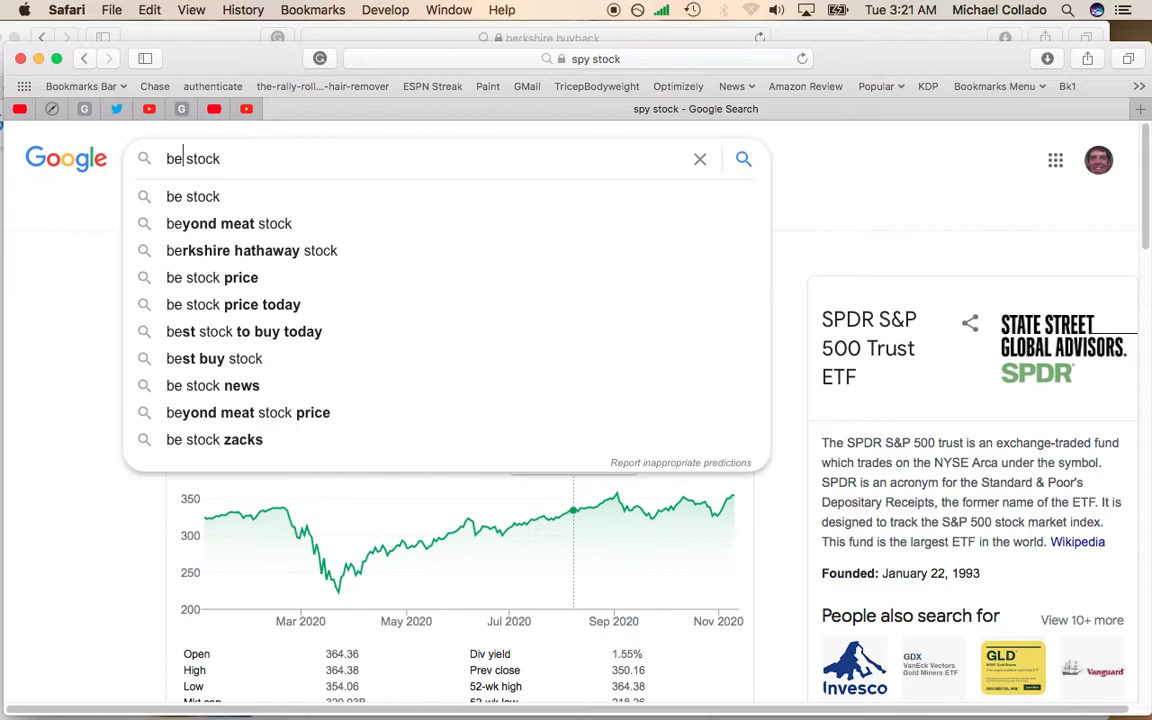 Safari File Edit View History Bookmarks Develop Window Help Tue 3:21 AM Michael Collado
berkshire buyback
spy stock
Bookmarks Bar Chase authenticate the-rally-roll...-hair-remover ESPN Streak Paint GMail TricepBodyweight Optimizely News Amazon Review Popular KDP Bookmarks Menu Bk1
spy stock - Google Search
Google
be stock
be stock
beyond meat stock
berkshire hathaway stock
be stock price
be stock price today
best stock to buy today
best buy stock
be stock news
beyond meat stock price
be stock zacks
Report inappropriate predictions
350
300
250
200
Mar 2020 May 2020 Jul 2020 Sep 2020 Nov 2020
Open 364.36 Div yield 1.55%
High 364.38 Prev close 350.16
Low 354.06 52-wk high 364.38
SPDR S&P
500 Trust
ETF
STATE STREET
GLOBAL ADVISORS.
SPDR
The SPDR S&P 500 trust is an exchange-traded fund
which trades on the NYSE Arca under the symbol.
SPDR is an acronym for the Standard & Poor's
Depositary Receipts, the former name of the ETF. It is
designed to track the S&P 500 stock market index.
This fund is the largest ETF in the world. Wikipedia
Founded: January 22, 1993
People also search for View 10+ more
Invesco
GDX
VanEck Vectors
Gold Miners ETF
GLD
Vanguard